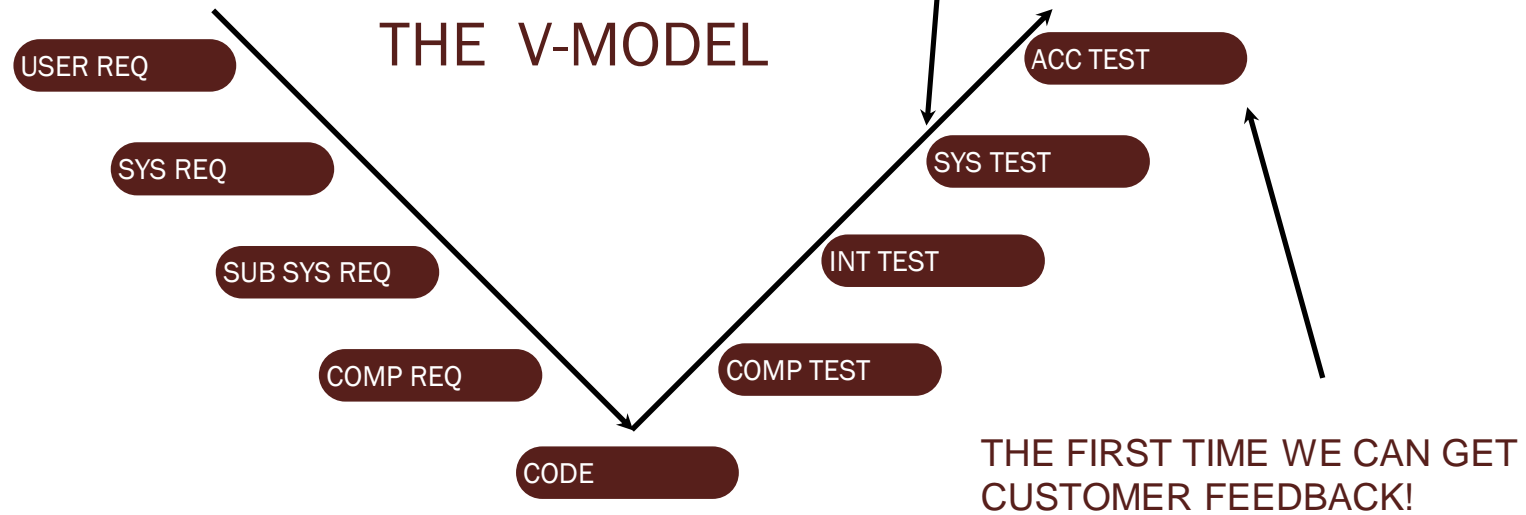 THE V-MODEL
USER REQ
ACC TEST
SYS REQ
SYS TEST
SUB SYS REQ
INT TEST
COMP REQ
COMP TEST
CODE
THE FIRST TIME WE CAN GET
CUSTOMER FEEDBACK!